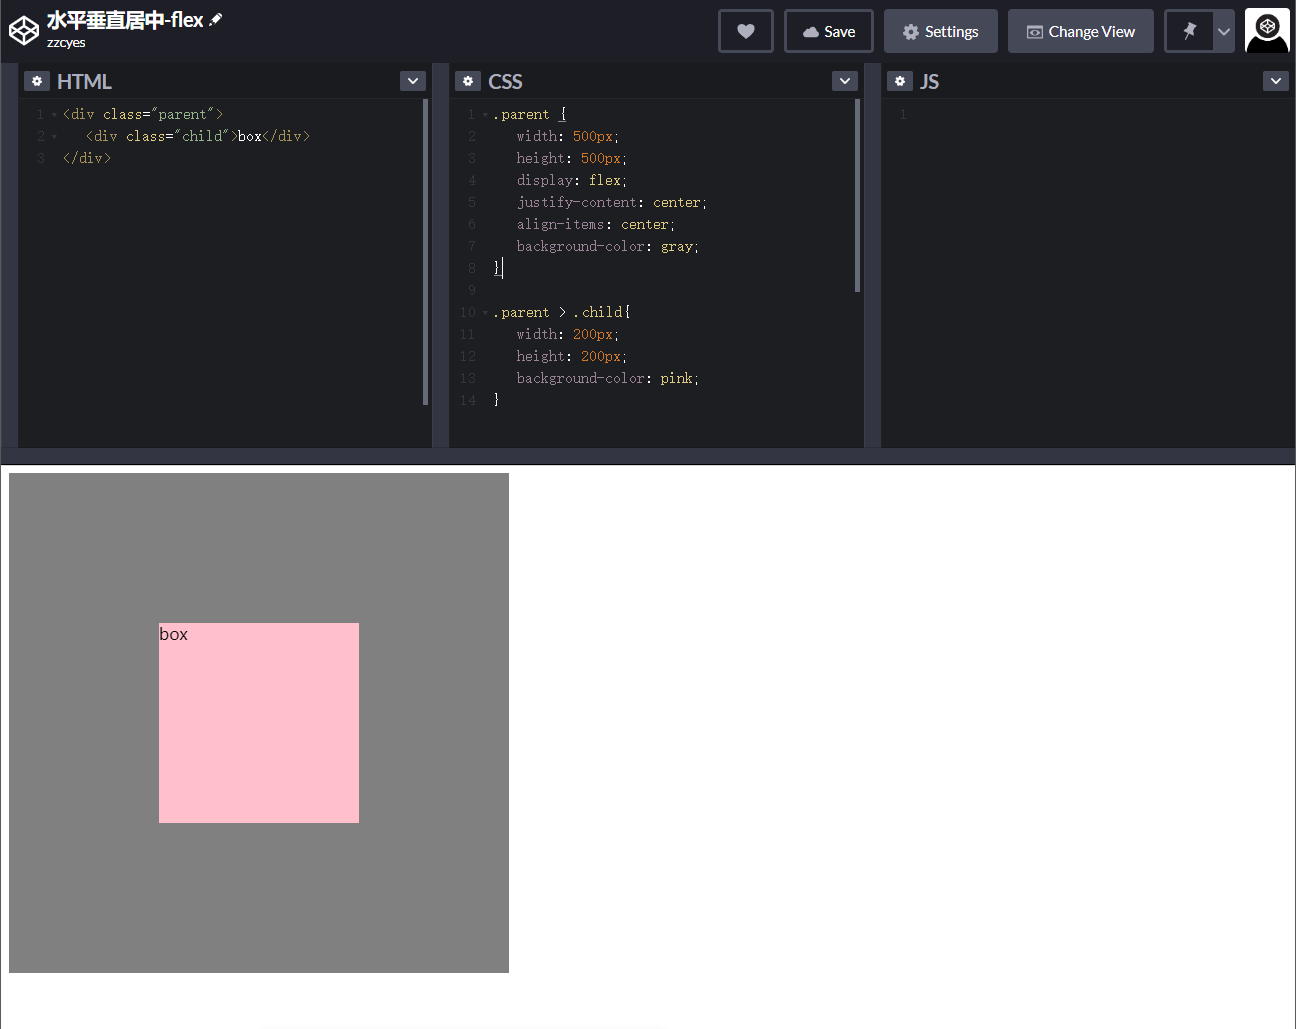 水平垂直居中-flex
zzcyes
Save
Settings
Change View
HTML
1 <div class="parent">
2 <div class="child">box</div>
3 </div>
CSS
1 .parent {
2 width: 500px;
3 height: 500px;
4 display: flex;
5 justify-content: center;
6 align-items: center;
7 background-color: gray;
8 }
9
10 .parent > .child{
11 width: 200px;
12 height: 200px;
13 background-color: pink;
14 }
JS
1
box